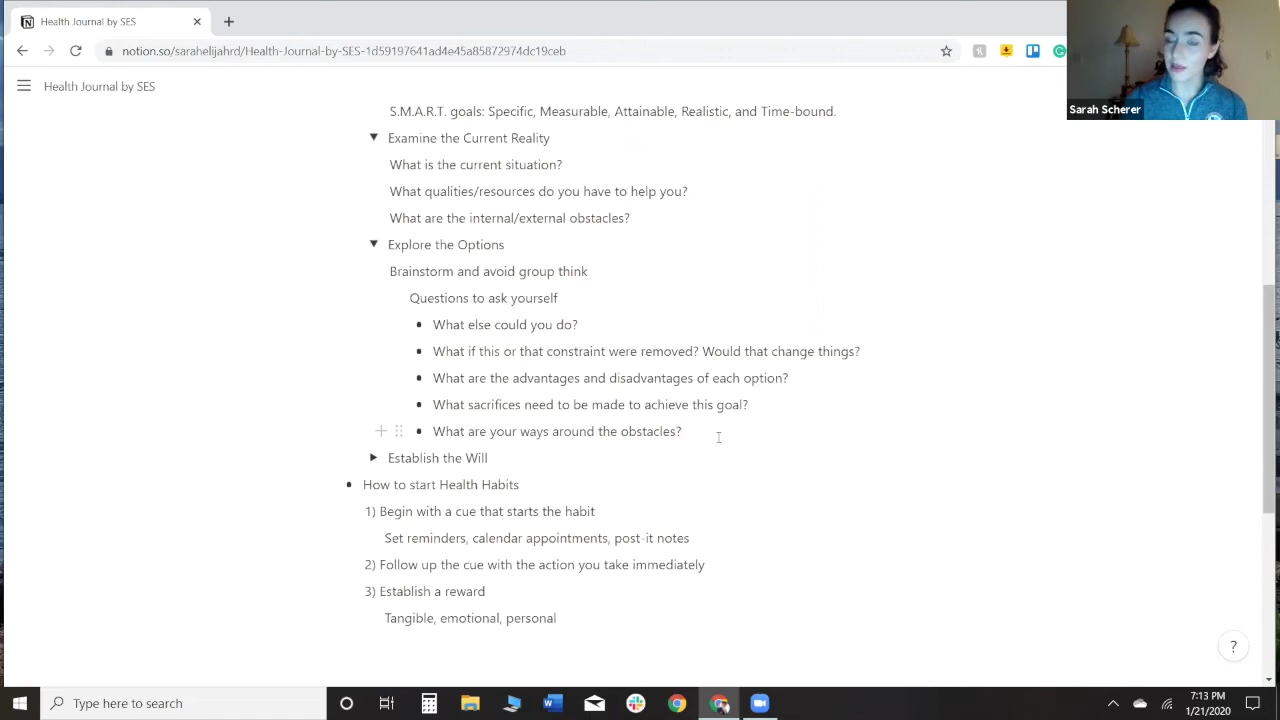 Health Journal by SES
notion.so/sarahelijahrd/Health-Journal-by-SES-1d59197641ad4e45a85872974dc19ceb
Health Journal by SES
Sarah Scherer
S.M.A.R.T. goals: Specific, Measurable, Attainable, Realistic, and Time-bound.
Examine the Current Reality
What is the current situation?
What qualities/resources do you have to help you?
What are the internal/external obstacles?
Explore the Options
Brainstorm and avoid group think
Questions to ask yourself
What else could you do?
What if this or that constraint were removed? Would that change things?
What are the advantages and disadvantages of each option?
What sacrifices need to be made to achieve this goal?
What are your ways around the obstacles?
Establish the Will
How to start Health Habits
1) Begin with a cue that starts the habit
Set reminders, calendar appointments, post-it notes
2) Follow up the cue with the action you take immediately
3) Establish a reward
Tangible, emotional, personal
?
Type here to search
7:13 PM
1/21/2020